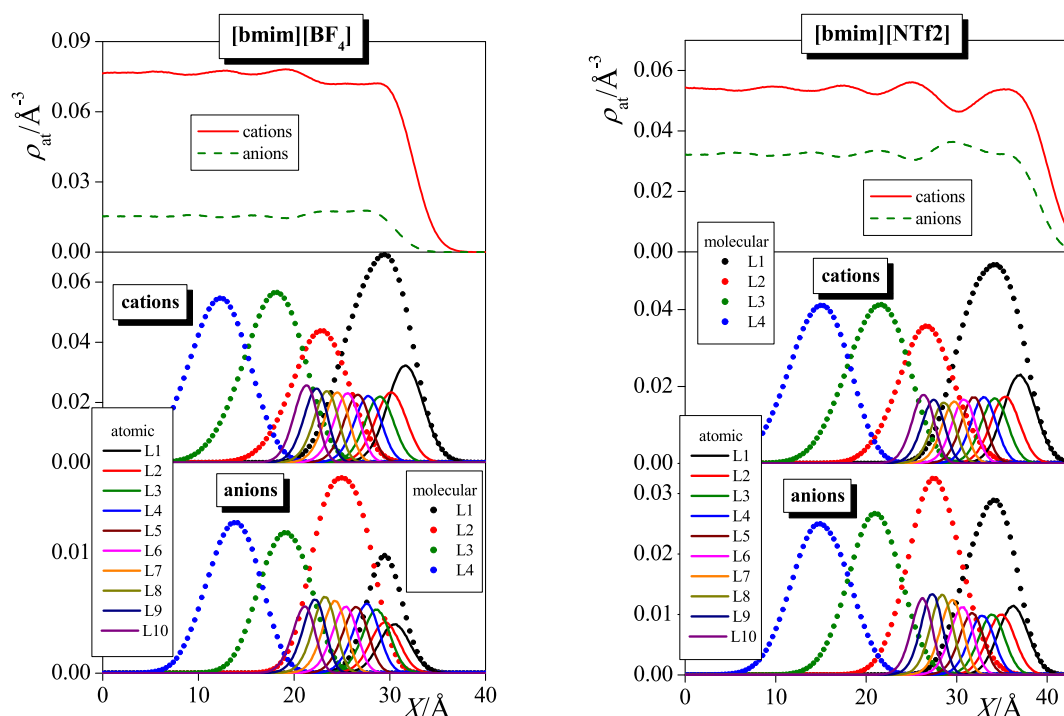 [bmim][BF4]
ρat/Å-3
0.09
0.06
0.03
0.00
cations
anions
0.06
0.04
0.02
0.00
cations
atomic
L1
L2
L3
L4
L5
L6
L7
L8
L9
L10
anions
molecular
L1
L2
L3
L4
0.01
0.00
0
10
20
30
40
X/Å
[bmim][NTf2]
ρat/Å-3
0.06
0.04
0.02
0.00
cations
anions
molecular
L1
L2
L3
L4
cations
0.04
0.02
0.00
atomic
L1
L2
L3
L4
L5
L6
L7
L8
L9
L10
anions
0.03
0.02
0.01
0.00
0
10
20
30
40
X/Å